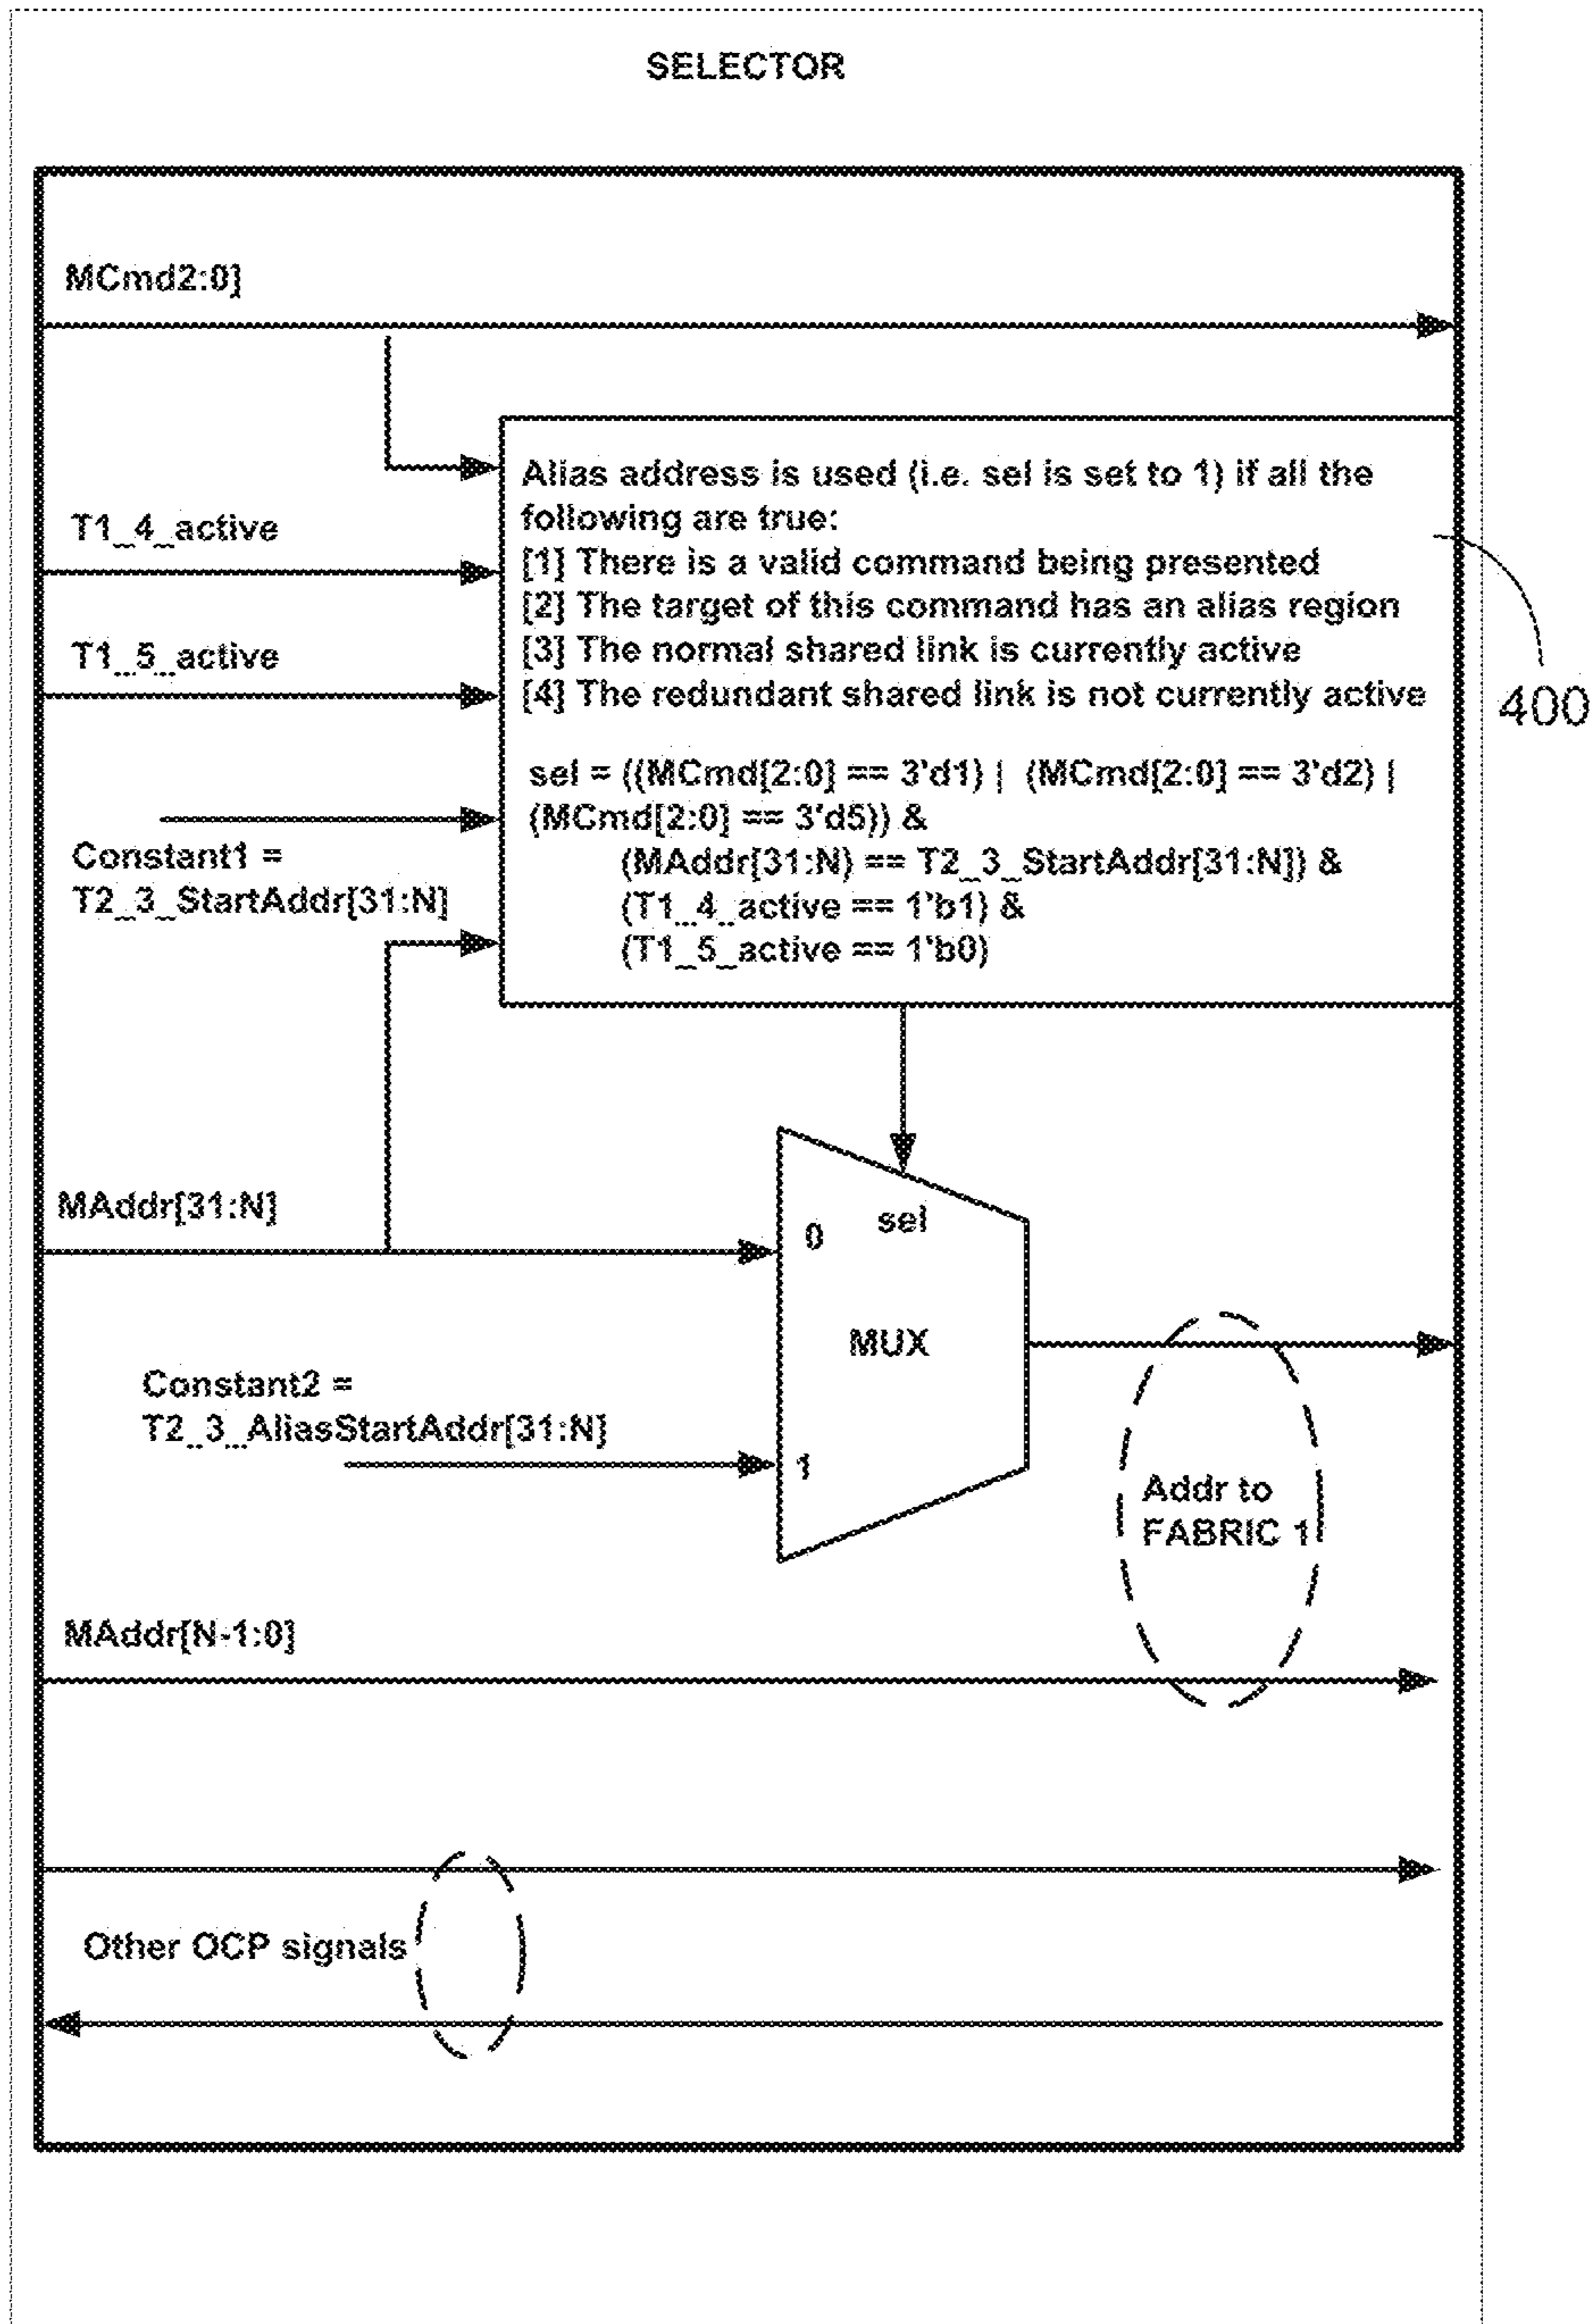 SELECTOR
MCmd2:0]
Alias address is used (i.e. sel is set to 1) if all the
following are true:
[1] There is a valid command being presented
[2] The target of this command has an alias region
[3] The normal shared link is currently active
[4] The redundant shared link is not currently active
T1_4_active
T1_5_active
400
sel = ((MCmd[2:0] == 3'd1) | (MCmd[2:0] == 3'd2) |
(MCmd[2:0] == 3'd5)) &
(MAddr[31:N) == T2_3_StartAddr[31:N]) &
(T1_4_active == 1'b1) &
(T1_5_active == 1'b0)
Constant1 =
T2_3_StartAddr[31:N]
MAddr[31:N]
0
sel
MUX
Constant2 =
T2_3_AliasStartAddr[31:N]
1
Addr to
FABRIC 1
MAddr[N-1:0]
Other OCP signals